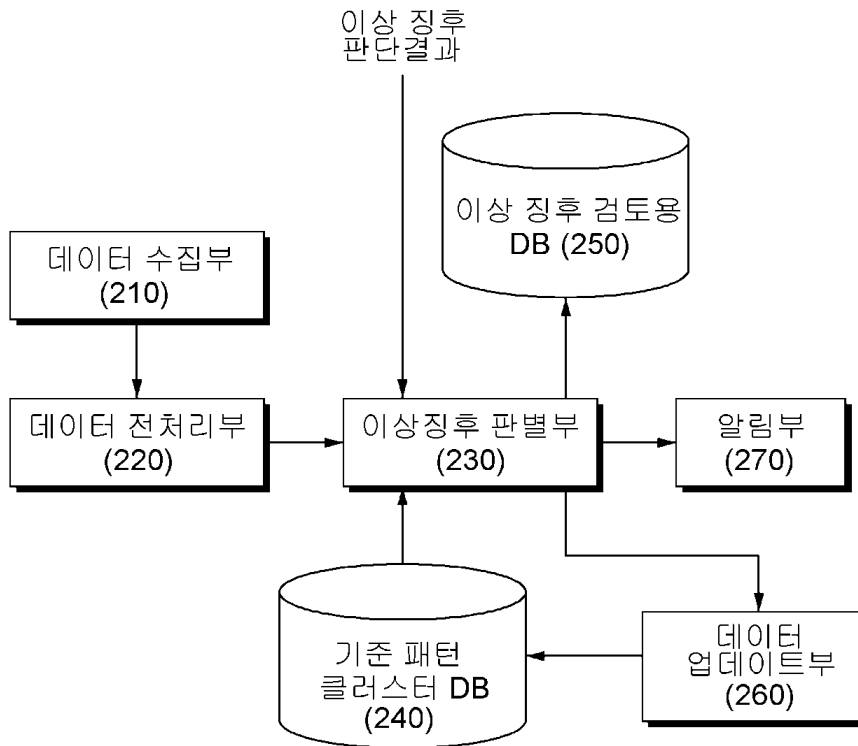 이상 징후
판단결과
이상 징후 검토용
DB (250)
데이터 수집부
(210)
데이터 전처리부
(220)
이상징후 판별부
(230)
알림부
(270)
기준 패턴
클러스터 DB
(240)
데이터
업데이트부
(260)